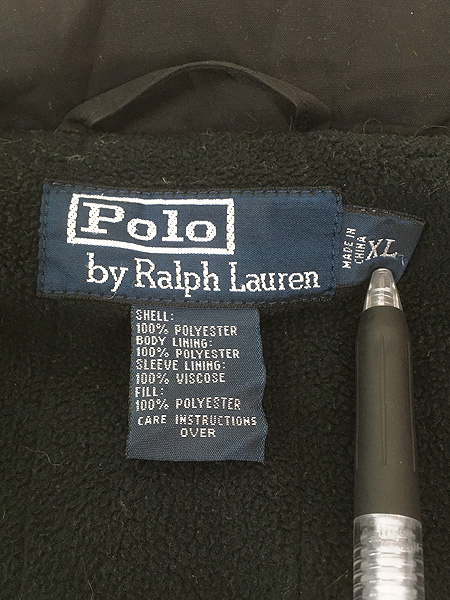 Polo
by Ralph Lauren
MADE IN
CHINA
XL
SHELL:
100% POLYESTER
BODY LINING:
100% POLYESTER
SLEEVE LINING:
100% VISCOSE
FILL:
100% POLYESTER
CARE INSTRUCTIONS
OVER